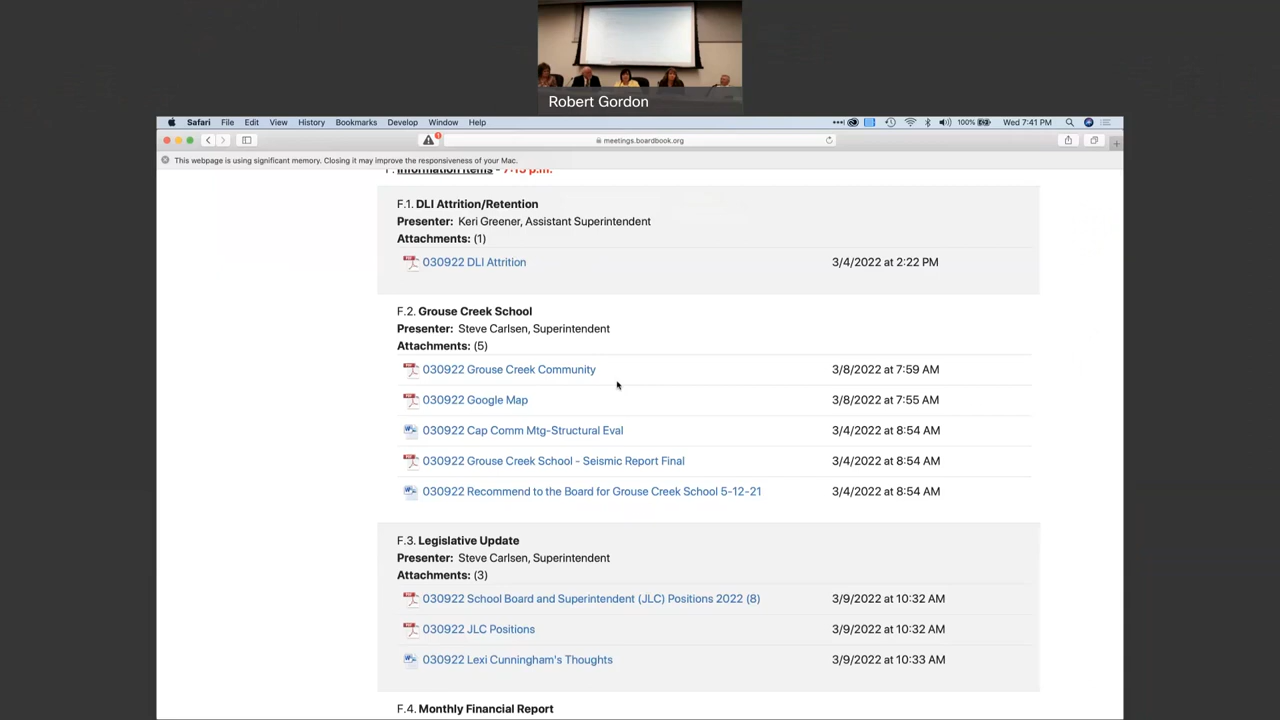 Robert Gordon
Safari File Edit View History Bookmarks Develop Window Help 100% Wed 7:41 PM
1
meetings.boardbook.org
This webpage is using significant memory. Closing it may improve the responsiveness of your Mac.
F. Information Items - 7:15 p.m.
F.1. DLI Attrition/Retention
Presenter: Keri Greener, Assistant Superintendent
Attachments: (1)
030922 DLI Attrition 3/4/2022 at 2:22 PM
F.2. Grouse Creek School
Presenter: Steve Carlsen, Superintendent
Attachments: (5)
030922 Grouse Creek Community 3/8/2022 at 7:59 AM
030922 Google Map 3/8/2022 at 7:55 AM
030922 Cap Comm Mtg-Structural Eval 3/4/2022 at 8:54 AM
030922 Grouse Creek School - Seismic Report Final 3/4/2022 at 8:54 AM
030922 Recommend to the Board for Grouse Creek School 5-12-21 3/4/2022 at 8:54 AM
F.3. Legislative Update
Presenter: Steve Carlsen, Superintendent
Attachments: (3)
030922 School Board and Superintendent (JLC) Positions 2022 (8) 3/9/2022 at 10:32 AM
030922 JLC Positions 3/9/2022 at 10:32 AM
030922 Lexi Cunningham's Thoughts 3/9/2022 at 10:33 AM
F.4. Monthly Financial Report